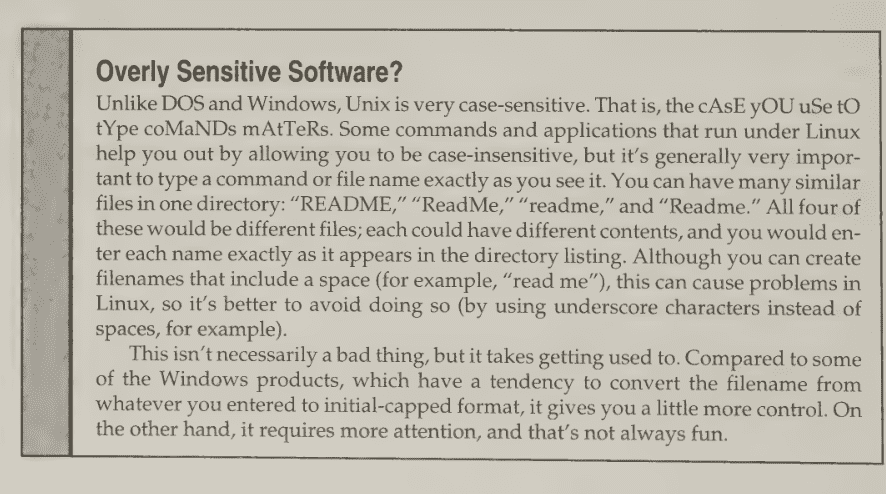 Overly Sensitive Software?
Unlike DOS and Windows, Unix is very case-sensitive. That is, the cAsE yOU uSe tO
tYpe coMaNDs mAtTeRs. Some commands and applications that run under Linux
help you out by allowing you to be case-insensitive, but it's generally very impor-
tant to type a command or file name exactly as you see it. You can have many similar
files in one directory: "README," "ReadMe," "readme," and "Readme." All four of
these would be different files; each could have different contents, and you would en-
ter each name exactly as it appears in the directory listing. Although you can create
filenames that include a space (for example, "read me"), this can cause problems in
Linux, so it's better to avoid doing so (by using underscore characters instead of
spaces, for example).
This isn't necessarily a bad thing, but it takes getting used to. Compared to some
of the Windows products, which have a tendency to convert the filename from
whatever you entered to initial-capped format, it gives you a little more control. On
the other hand, it requires more attention, and that's not always fun.